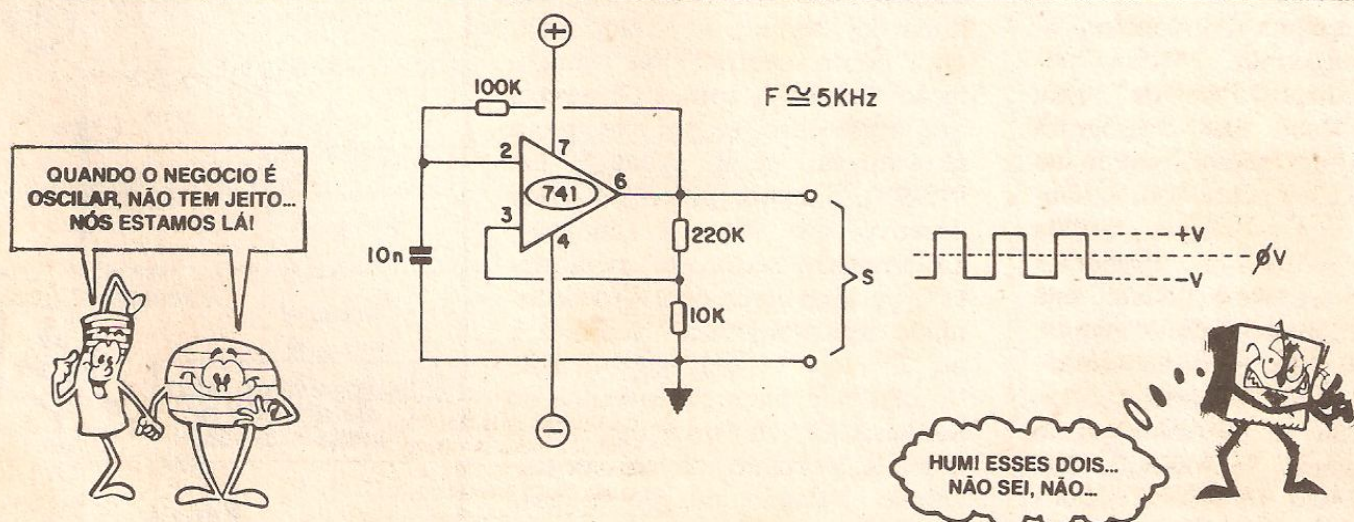 QUANDO O NEGOCIO É
OSCILAR, NÃO TEM JEITO...
NÓS ESTAMOS LÁ!
+
100K
F ≅ 5KHz
2
7
741
6
3
4
10n
220K
10K
S
+V
ØV
-V
−
HUM! ESSES DOIS...
NÃO SEI, NÃO...